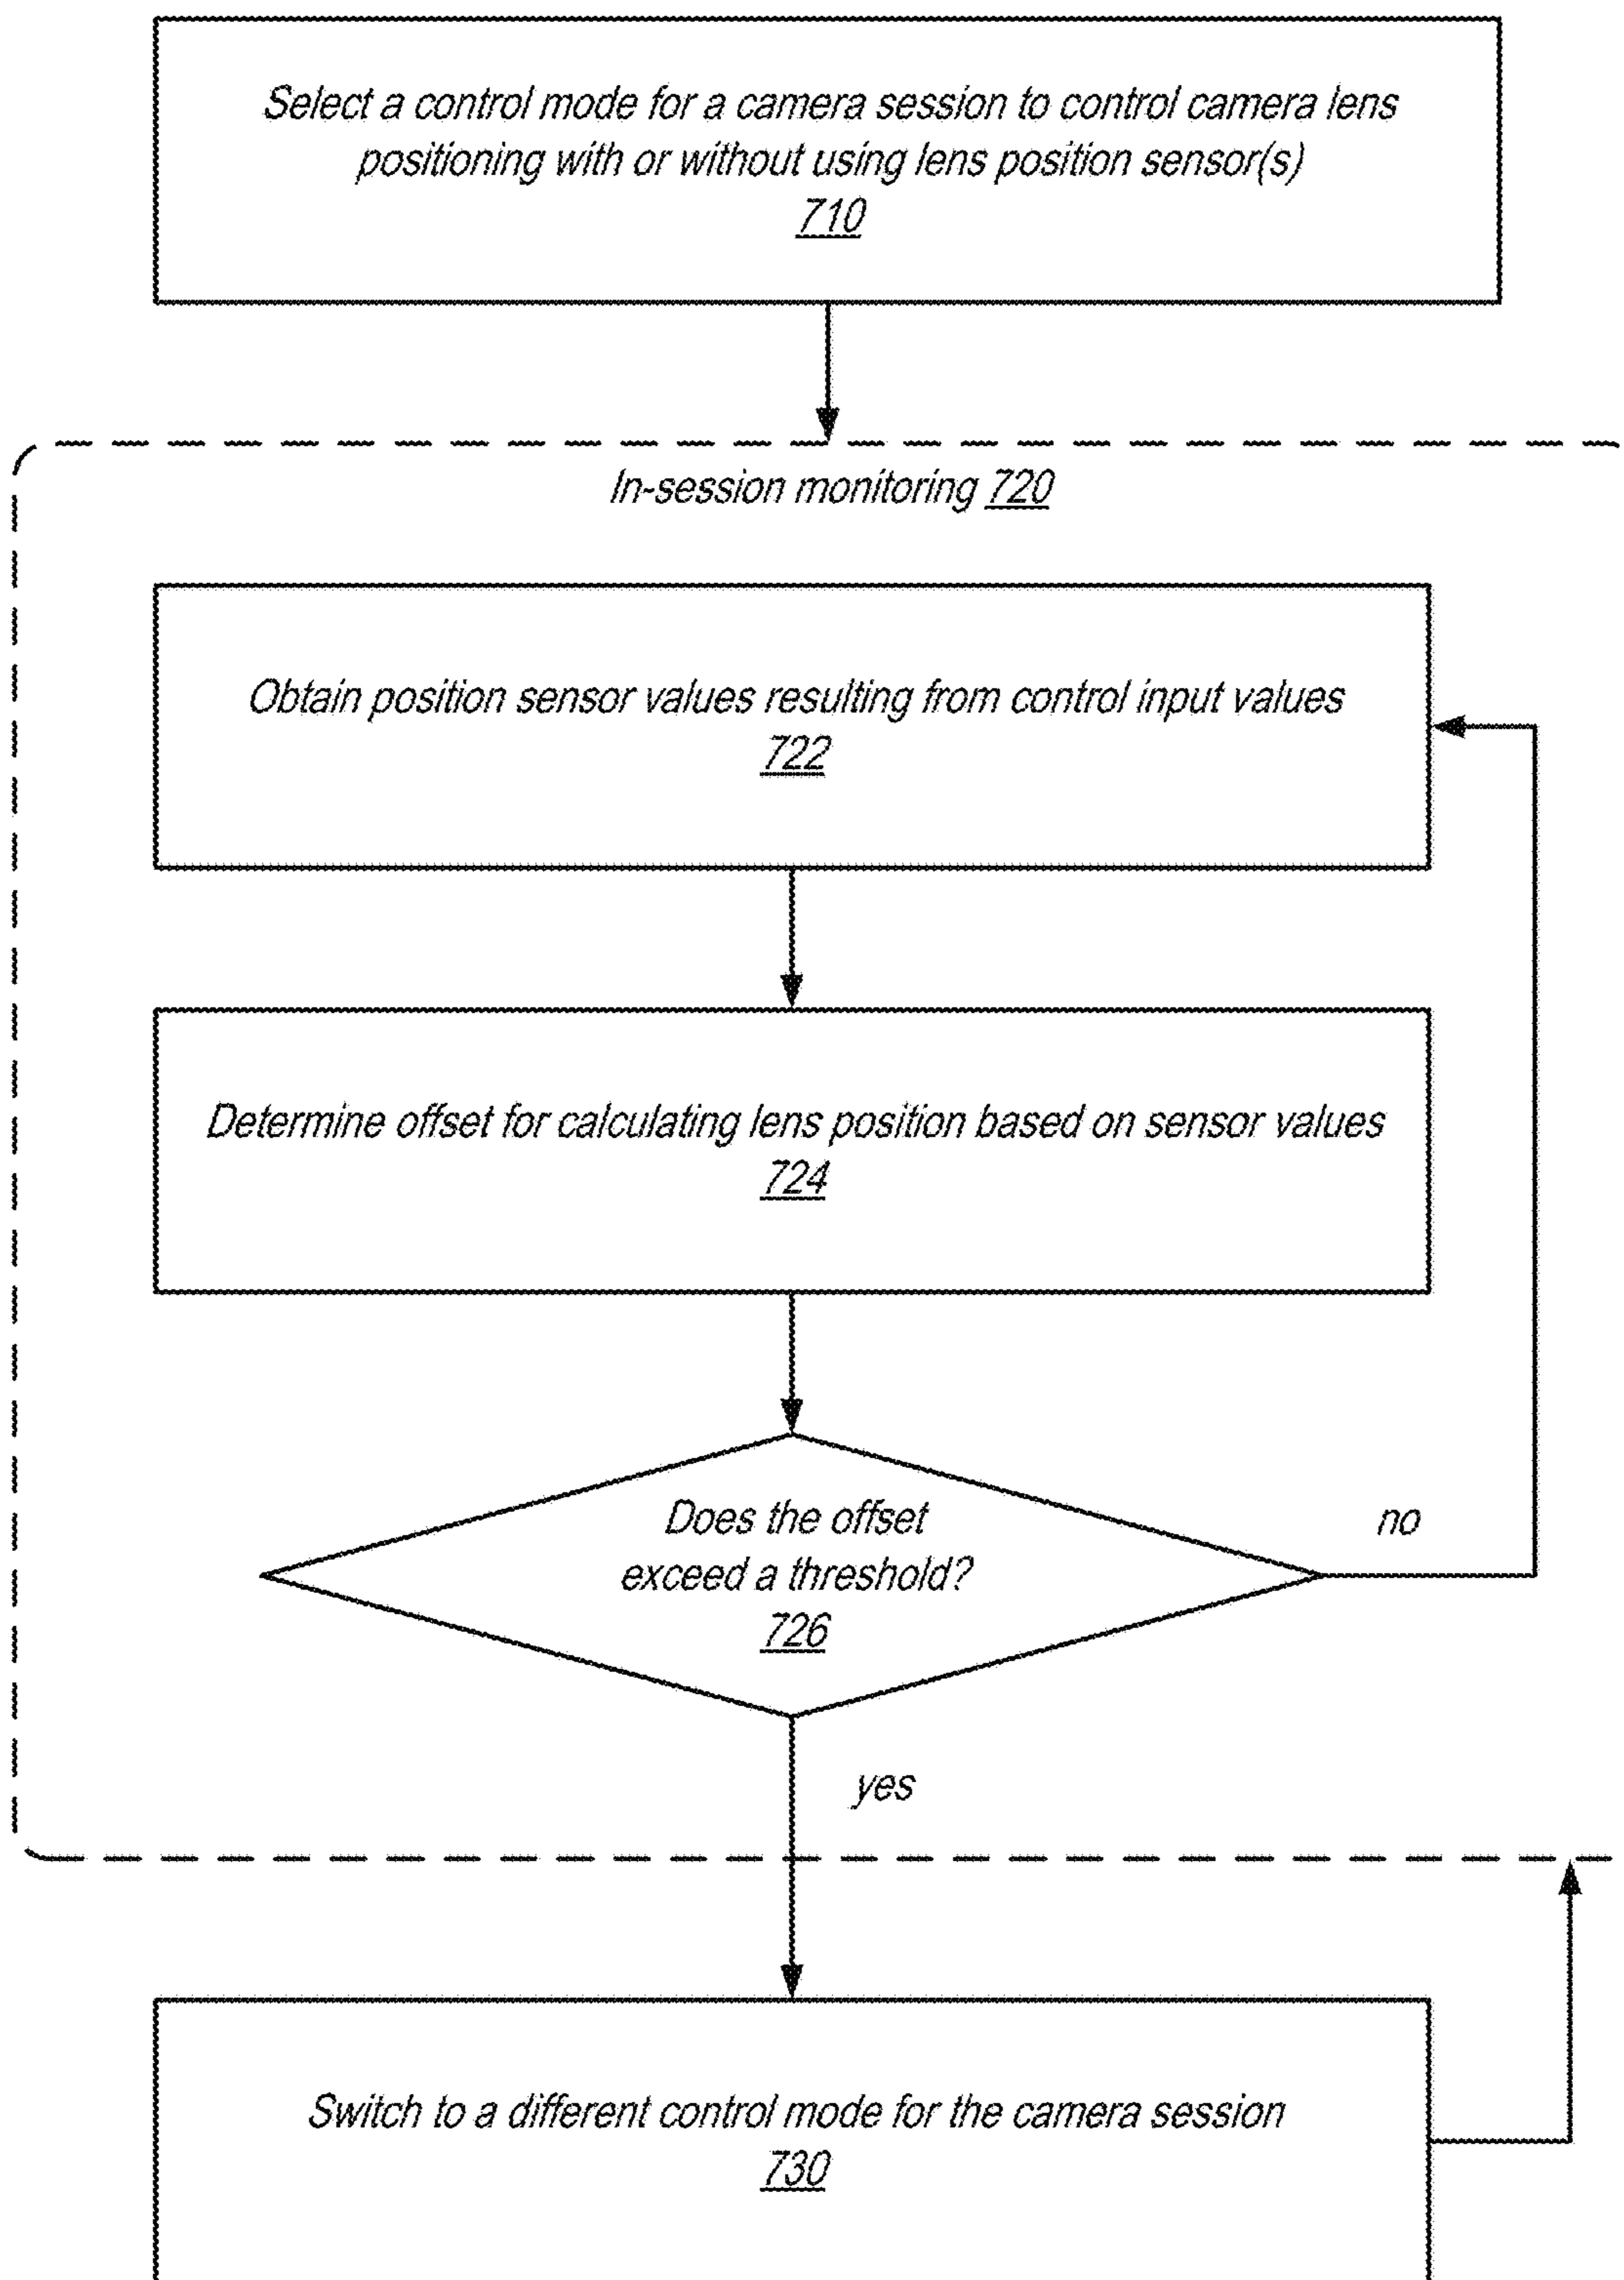 Select a control mode for a camera session to control camera lens
positioning with or without using lens position sensor(s)
710
In-session monitoring 720
Obtain position sensor values resulting from control input values
722
Determine offset for calculating lens position based on sensor values
724
Does the offset
exceed a threshold?
726
no
yes
Switch to a different control mode for the camera session
730